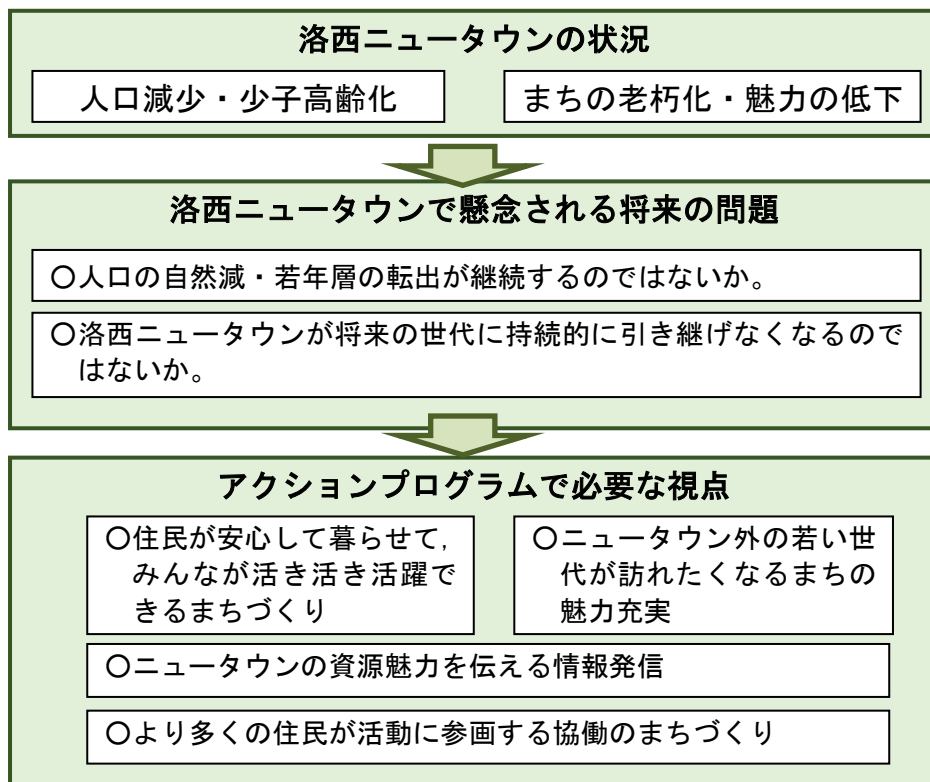 洛西ニュータウンの状況
人口減少・少子高齢化
まちの老朽化・魅力の低下
洛西ニュータウンで懸念される将来の問題
○人口の自然減・若年層の転出が継続するのではないか。
○洛西ニュータウンが将来の世代に持続的に引き継げなくなるので
はないか。
アクションプログラムで必要な視点
○住民が安心して暮らせて,
みんなが活き活き活躍で
きるまちづくり
○ニュータウン外の若い世
代が訪れたくなるまちの
魅力充実
○ニュータウンの資源魅力を伝える情報発信
○より多くの住民が活動に参画する協働のまちづくり